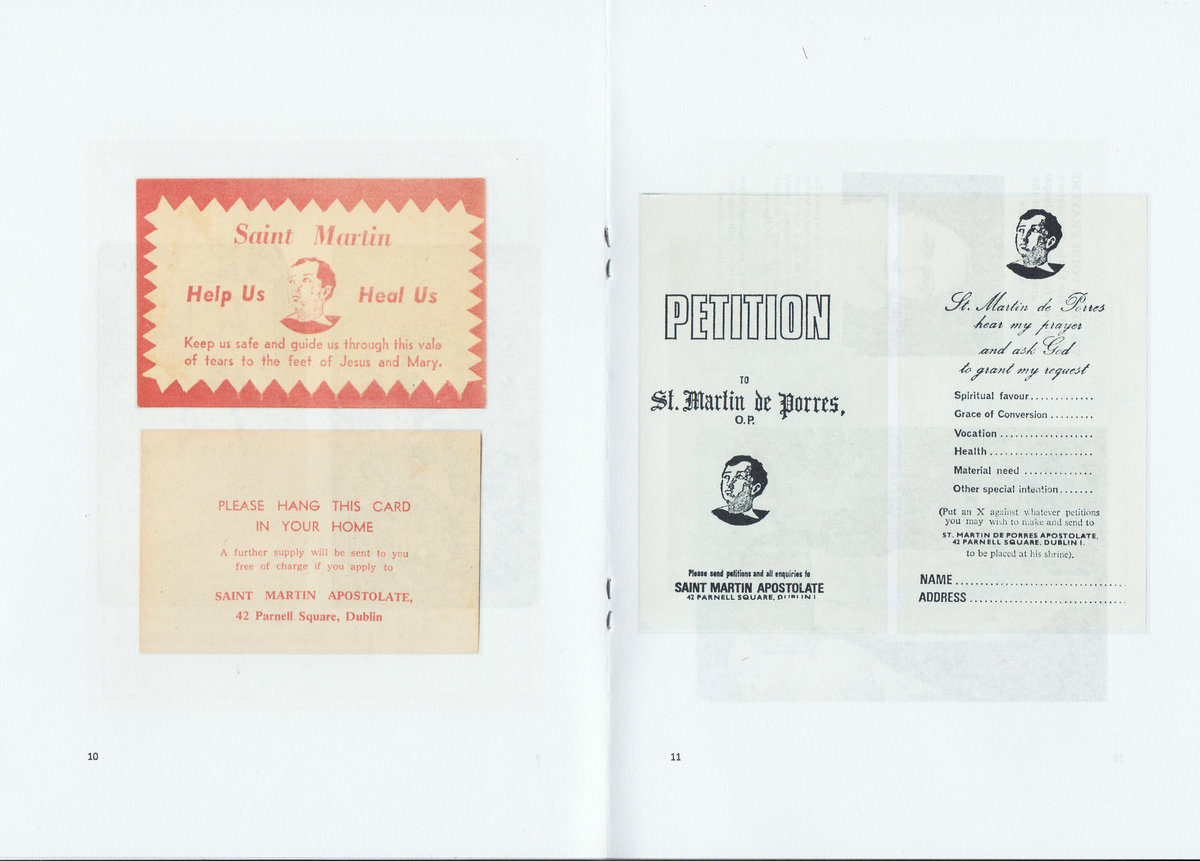 Saint Martin
Help Us
Heal Us
Keep us safe and guide us through this vale
of tears to the feet of Jesus and Mary.
PLEASE HANG THIS CARD
IN YOUR HOME
A further supply will be sent to you
free of charge if you apply to
SAINT MARTIN APOSTOLATE,
42 Parnell Square, Dublin
10
PETITION
TO
St. Martin de Porres,
O.P.
Please send petitions and all enquiries to
SAINT MARTIN APOSTOLATE
42 PARNELL SQUARE, DUBLIN 1
St. Martin de Porres
hear my prayer
and ask God
to grant my request
Spiritual favour............
Grace of Conversion .........
Vocation ...................
Health .....................
Material need ..............
Other special intention.......
(Put an X against whatever petitions
you may wish to make and send to
ST. MARTIN DE PORRES APOSTOLATE,
42 PARNELL SQUARE, DUBLIN 1.
to be placed at his shrine).
NAME..............................
ADDRESS...........................
11